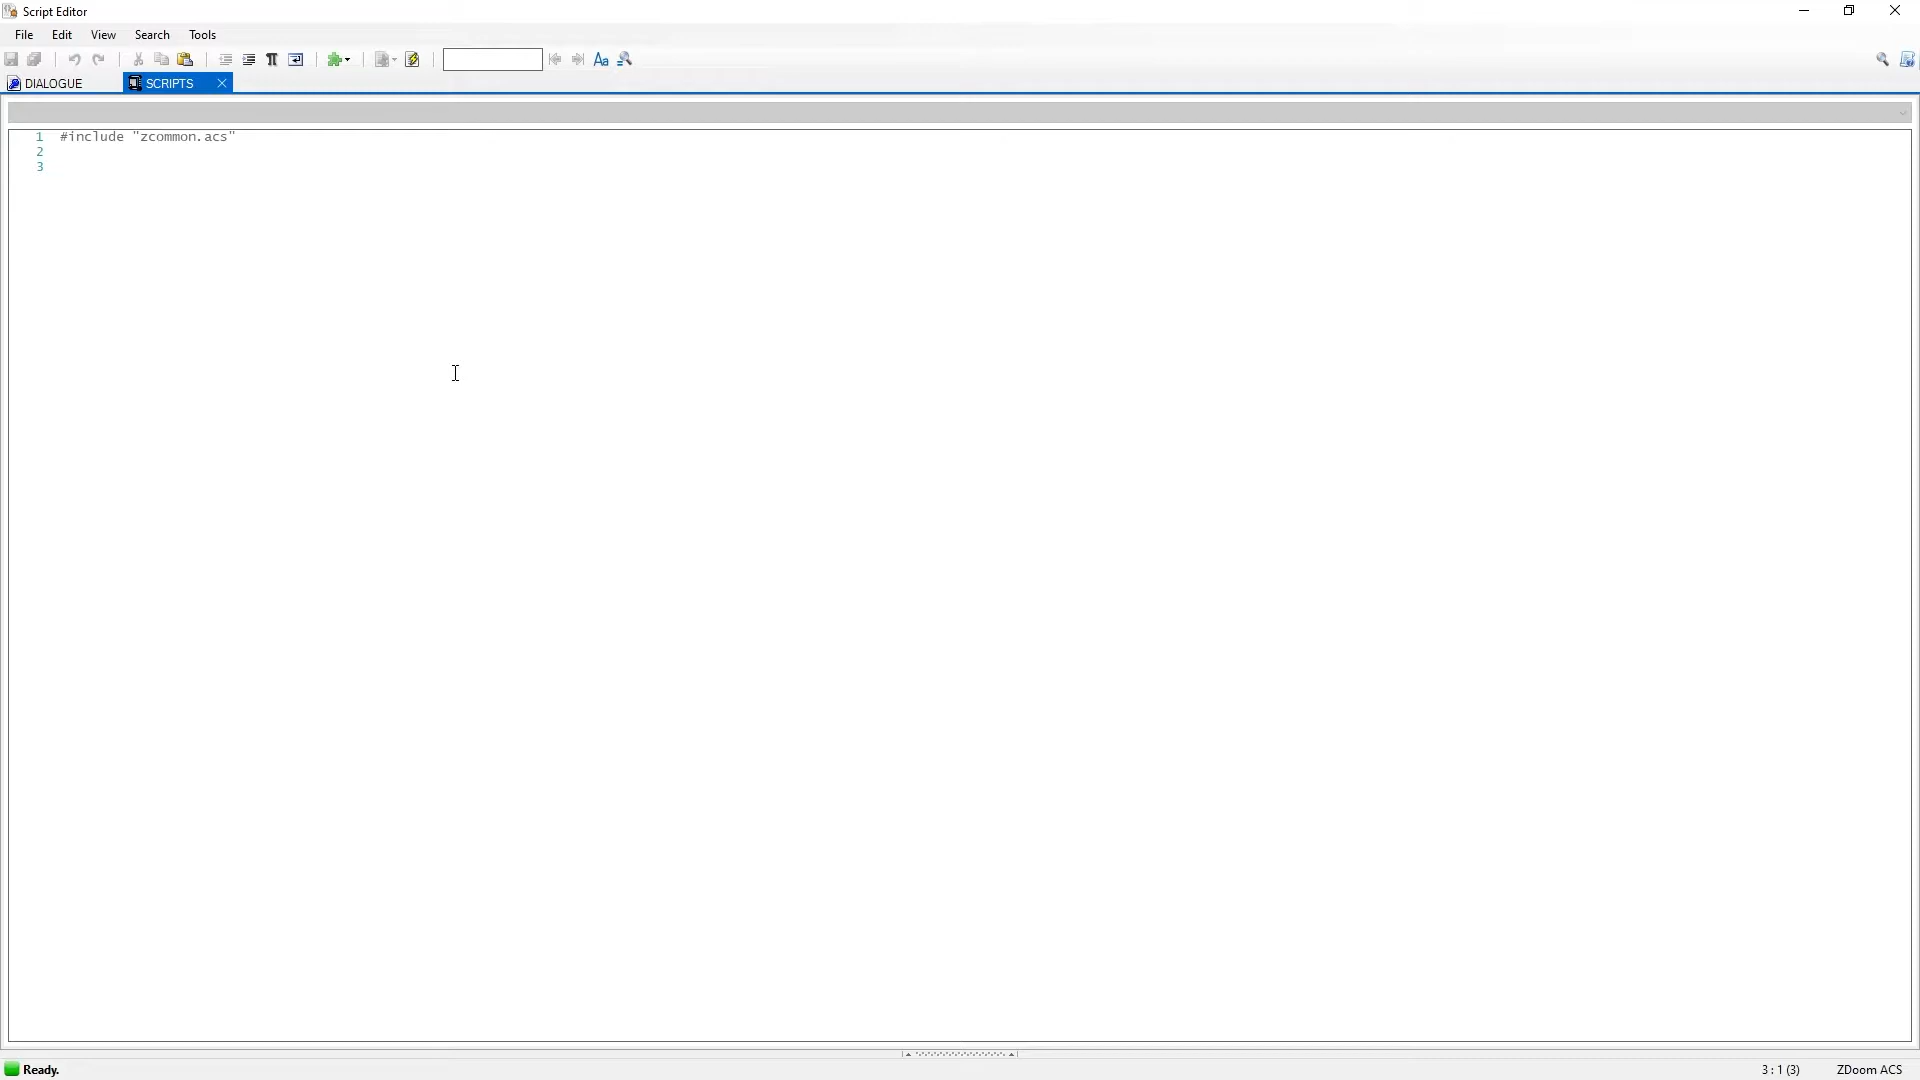 Script Editor
File Edit View Search Tools
Aa
DIALOGUE SCRIPTS
1 #include "zcommon.acs"
2
3
Ready. 3 : 1 (3) ZDoom ACS